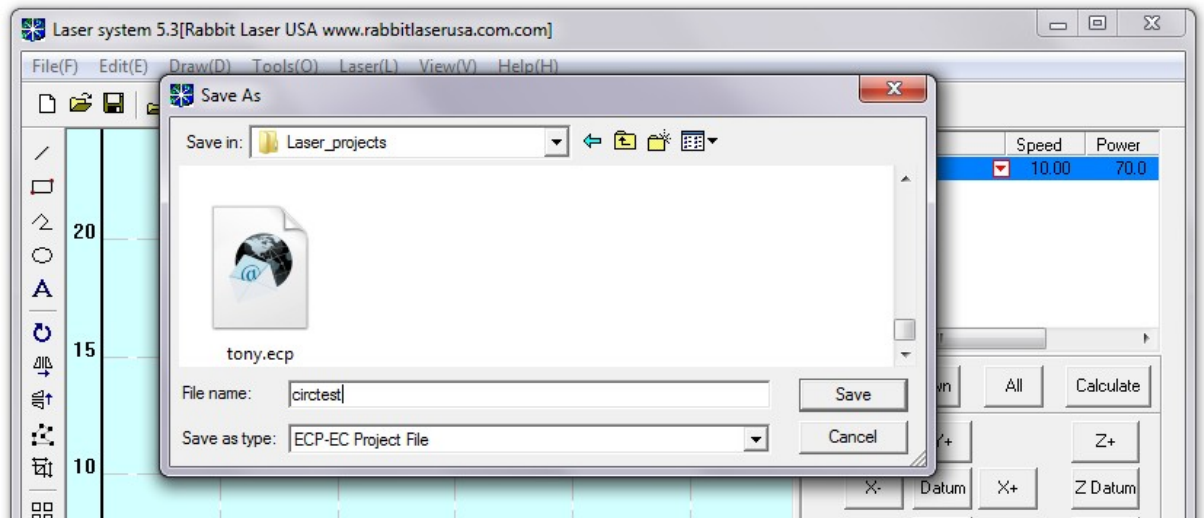 Laser system 5.3[Rabbit Laser USA www.rabbitlaserusa.com.com]
File(F) Edit(E) Draw(D) Tools(O) Laser(L) View(V) Help(H)
Save As
Save in: Laser_projects
Speed Power
10.00 70.0
20
A
15
tony.ecp
File name: circtest Save
All Calculate
Save as type: ECP-EC Project File Cancel
Y+ Z+
10
X- Datum X+ Z Datum